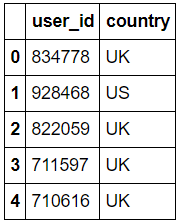 user_id country
0 834778 UK
1 928468 US
2 822059 UK
3 711597 UK
4 710616 UK